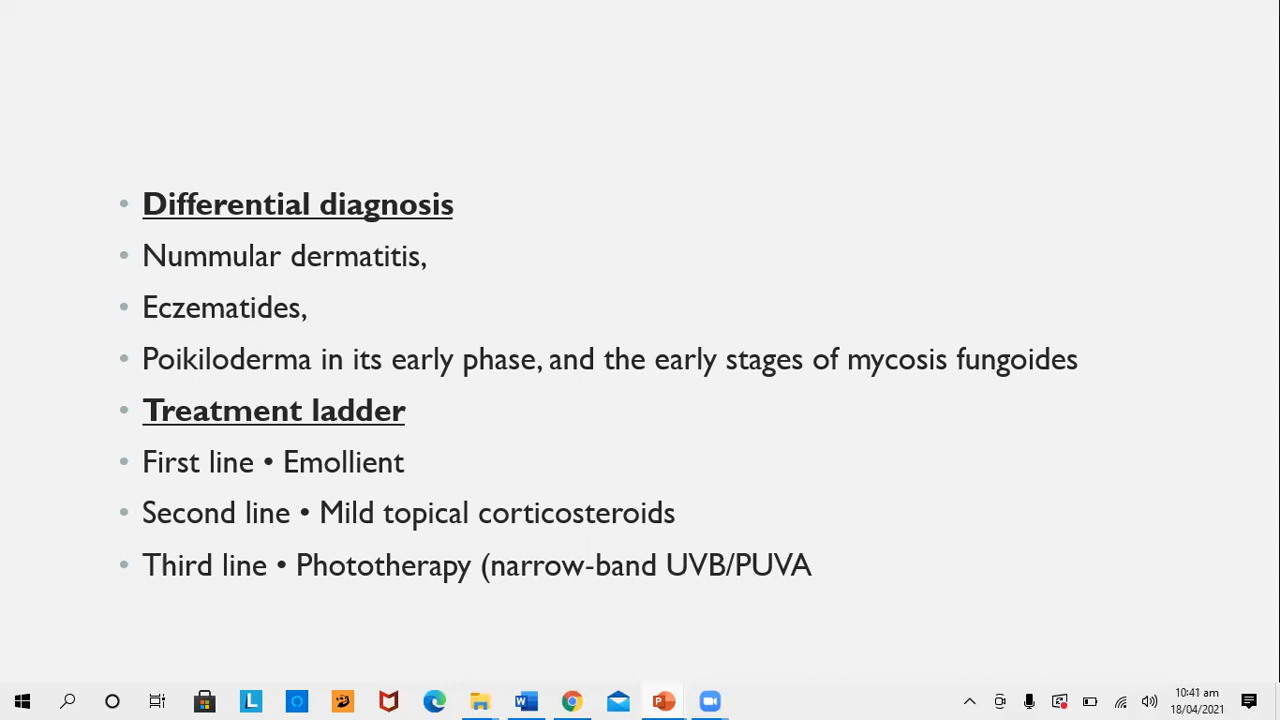 • Differential diagnosis
• Nummular dermatitis,
• Eczematides,
• Poikiloderma in its early phase, and the early stages of mycosis fungoides
• Treatment ladder
• First line • Emollient
• Second line • Mild topical corticosteroids
• Third line • Phototherapy (narrow-band UVB/PUVA
L
W
P
10:41 am
18/04/2021